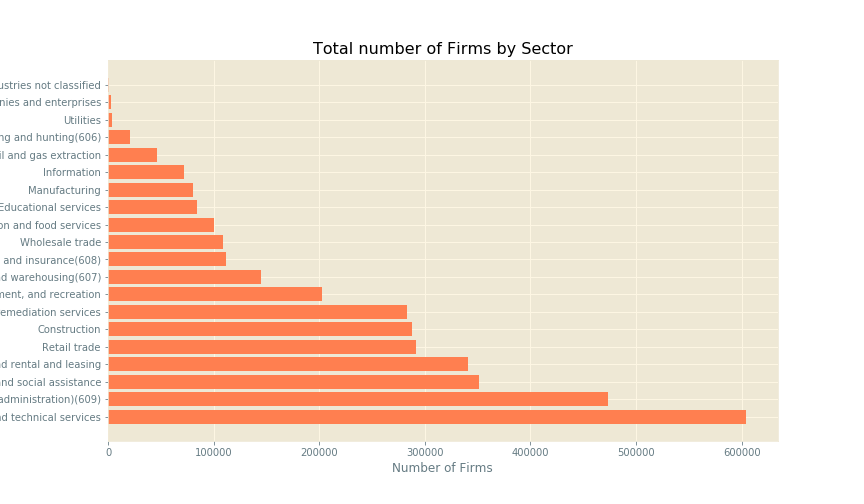 Total number of Firms by Sector
ustries not classified
nies and enterprises
Utilities
ng and hunting(606)
il and gas extraction
Information
Manufacturing
Educational services
on and food services
Wholesale trade
and insurance(608)
nd warehousing(607)
ment, and recreation
emediation services
Construction
Retail trade
nd rental and leasing
and social assistance
administration)(609)
nd technical services
0 100000 200000 300000 400000 500000 600000
Number of Firms